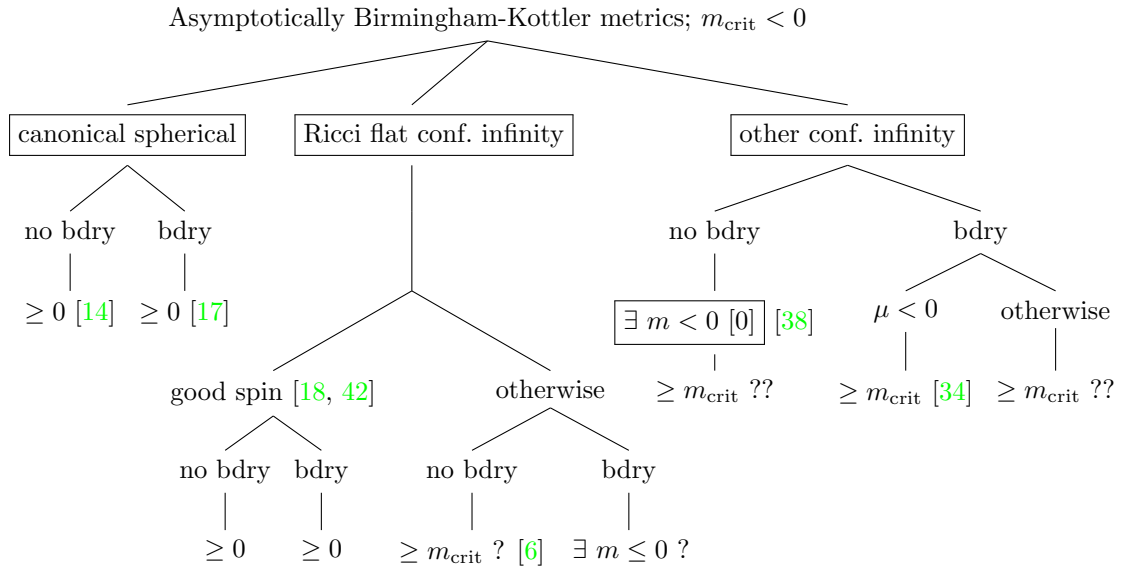 Asymptotically Birmingham-Kottler metrics; m_crit < 0
canonical spherical Ricci flat conf. infinity other conf. infinity
no bdry bdry no bdry bdry
≥ 0 [14] ≥ 0 [17] ∃ m < 0 [0] [38] μ < 0 otherwise
good spin [18, 42] otherwise ≥ m_crit ?? ≥ m_crit [34] ≥ m_crit ??
no bdry bdry no bdry bdry
≥ 0 ≥ 0 ≥ m_crit ? [6] ∃ m ≤ 0 ?